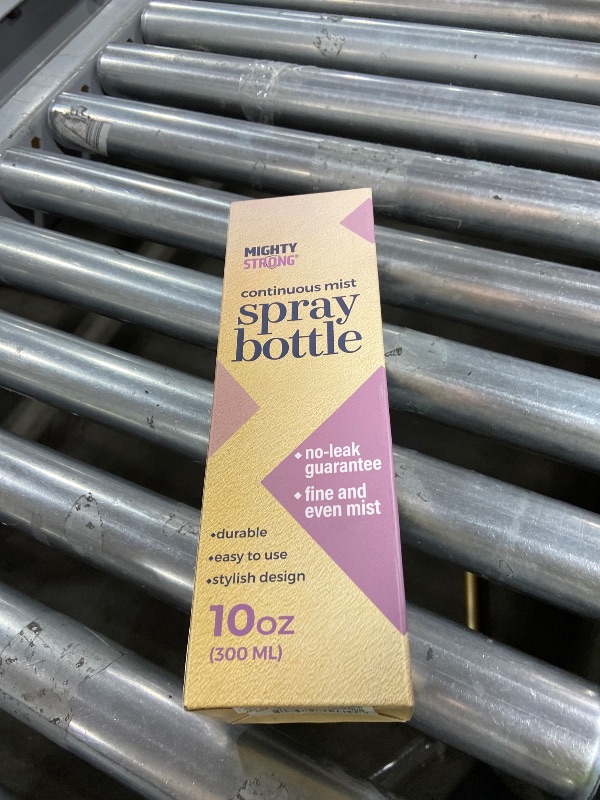 MIGHTY
STRONG®
continuous mist
spray
bottle
• no-leak
guarantee
• fine and
even mist
•durable
•easy to use
•stylish design
10oz
(300 ML)